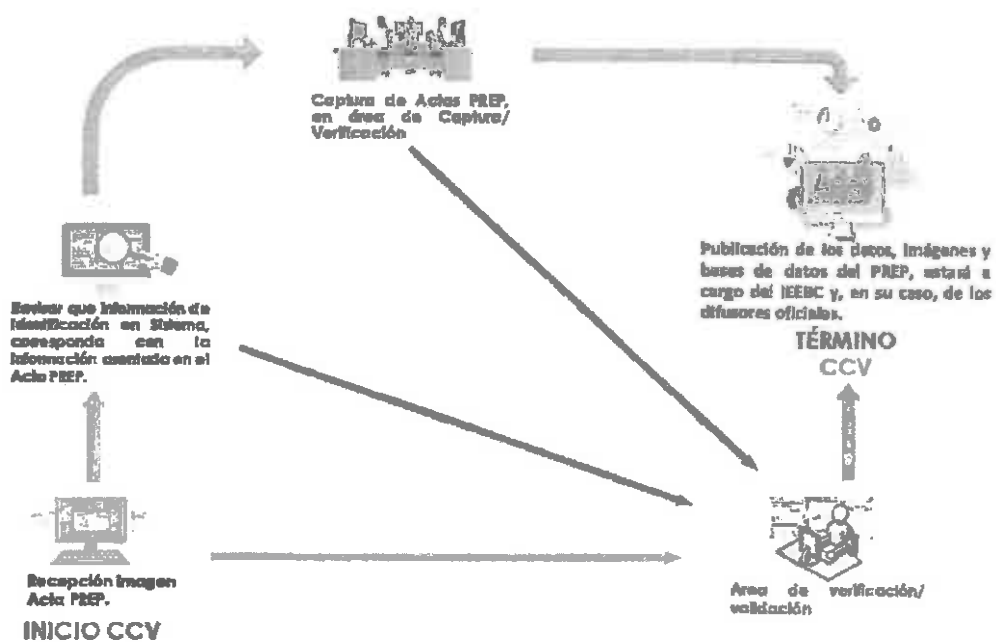 Captura de Actas PREP,
en área de Captura/
Verificación
Publicación de los datos, imágenes y
bases de datos del PREP, estará a
cargo del IEEBC y, en su caso, de los
difusores oficiales.
TÉRMINO
CCV
Revisar que Información de
Identificación en Sistema,
corresponda con la
información asentada en el
Acta PREP.
Recepción Imagen
Acta PREP.
INICIO CCV
Area de verificación/
validación